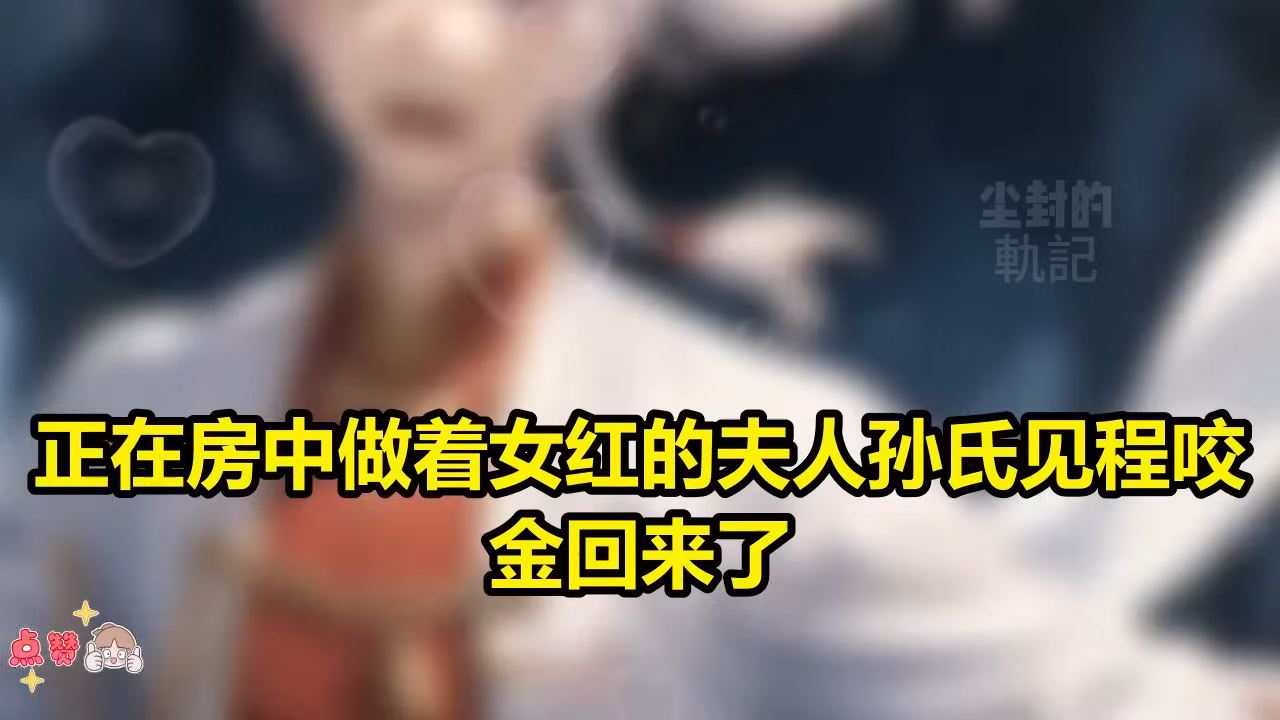 尘封的
軌記
正在房中做着女红的夫人孙氏见程咬
金回来了
点赞